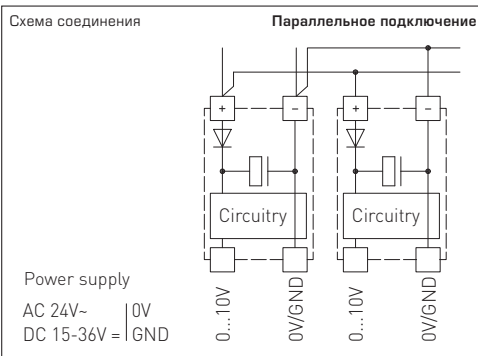 Схема соединения
Параллельное подключение
+ − + −
Circuitry Circuitry
Power supply
AC 24V~ 0V
DC 15-36V = GND
0...10V
0V/GND
0...10V
0V/GND